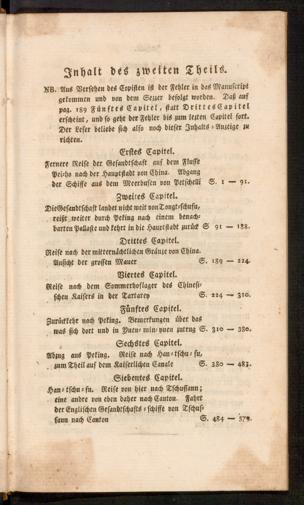 Inhalt des zweiten Theils.
NB. Aus Versehen des Copisten ist der Fehler in das Manuscript
gekommen und von dem Setzer befolgt worden. Daß auf
pag. 189 Fünftes Capitel, statt Drittes Capitel
erscheint, und so geht der Fehler bis zum lezten Capitel fort.
Der Leser beliebe sich also nach dieser Inhalts-Anzeige zu
richten.
Erstes Capitel.
Fernere Reise der Gesandtschaft auf dem Flusse
Pei-ho nach der Hauptstadt von China. Abgang
der Schiffe aus dem Meerbusen von Petschelli S. 1 — 91.
Zweites Capitel.
Die Gesandtschaft landet nicht weit von Tong-tschu-fu,
reißt weiter durch Peking nach einem benach-
barten Pallaste und kehrt in die Hauptstadt zurück S 91 — 188.
Drittes Capitel.
Reise nach der mitternächtlichen Gränze von China.
Ansicht der grossen Mauer S. 189 — 224.
Viertes Capitel.
Reise nach dem Sommerhoflager des Chinesi-
schen Kaisers in der Tartarey S. 224 — 310.
Fünftes Capitel.
Zurückkehr nach Peking. Bemerkungen über das
was sich dort und in Yuen-min-yuen zutrug S. 310 — 380.
Sechstes Capitel.
Abzug aus Peking. Reise nach Han-tschu-fu,
zum Theil auf dem Kaiserlichen Canale S. 380 — 483.
Siebentes Capitel.
Han-tschu-fu. Reise von hier nach Tschussann;
eine andre von eben daher nach Canton. Fahrt
der Englischen Gesandtschafts-schiffe von Tschus-
sann nach Canton S. 484 —